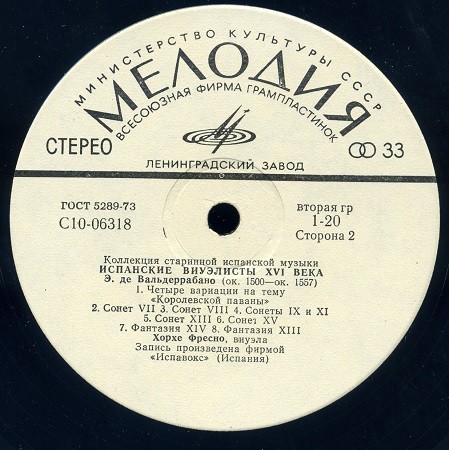 МИНИСТЕРСТВО КУЛЬТУРЫ СССР
МЕЛОДИЯ
ВСЕСОЮЗНАЯ ФИРМА ГРАМПЛАСТИНОК
СТЕРЕО
33
ЛЕНИНГРАДСКИЙ ЗАВОД
ГОСТ 5289-73
С10-06318
вторая гр
1-20
Сторона 2
Коллекция старинной испанской музыки
ИСПАНСКИЕ ВИУЭЛИСТЫ XVI ВЕКА
Э. де Вальдеррабано (ок. 1500—ок. 1557)
1. Четыре вариации на тему
«Королевской паваны»
2. Сонет VII 3. Сонет VIII 4. Сонеты IX и XI
5. Сонет XIII 6. Сонет XV
7. Фантазия XIV 8. Фантазия XIII
Хорхе Фресно, виуэла
Запись произведена фирмой
«Испавокс» (Испания)